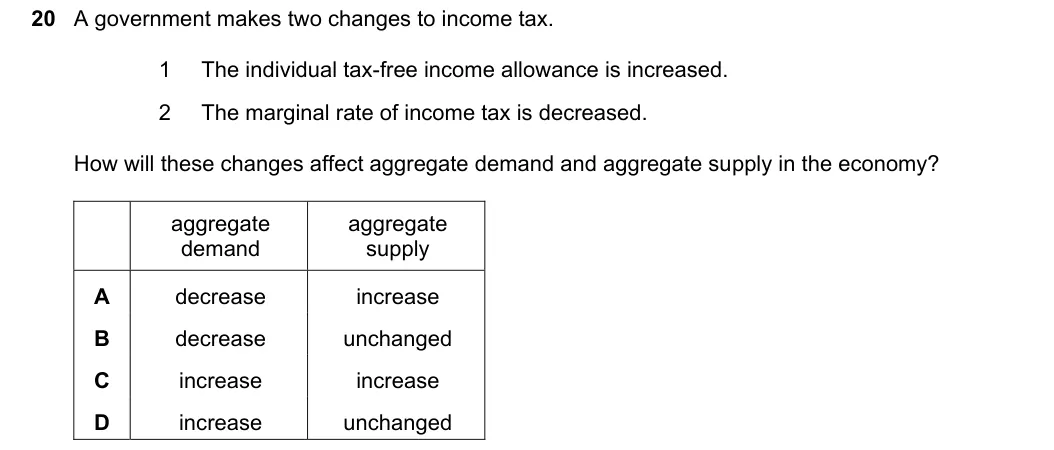 20 A government makes two changes to income tax.
1 The individual tax-free income allowance is increased.
2 The marginal rate of income tax is decreased.
How will these changes affect aggregate demand and aggregate supply in the economy?
aggregate demand aggregate supply
A decrease increase
B decrease unchanged
C increase increase
D increase unchanged